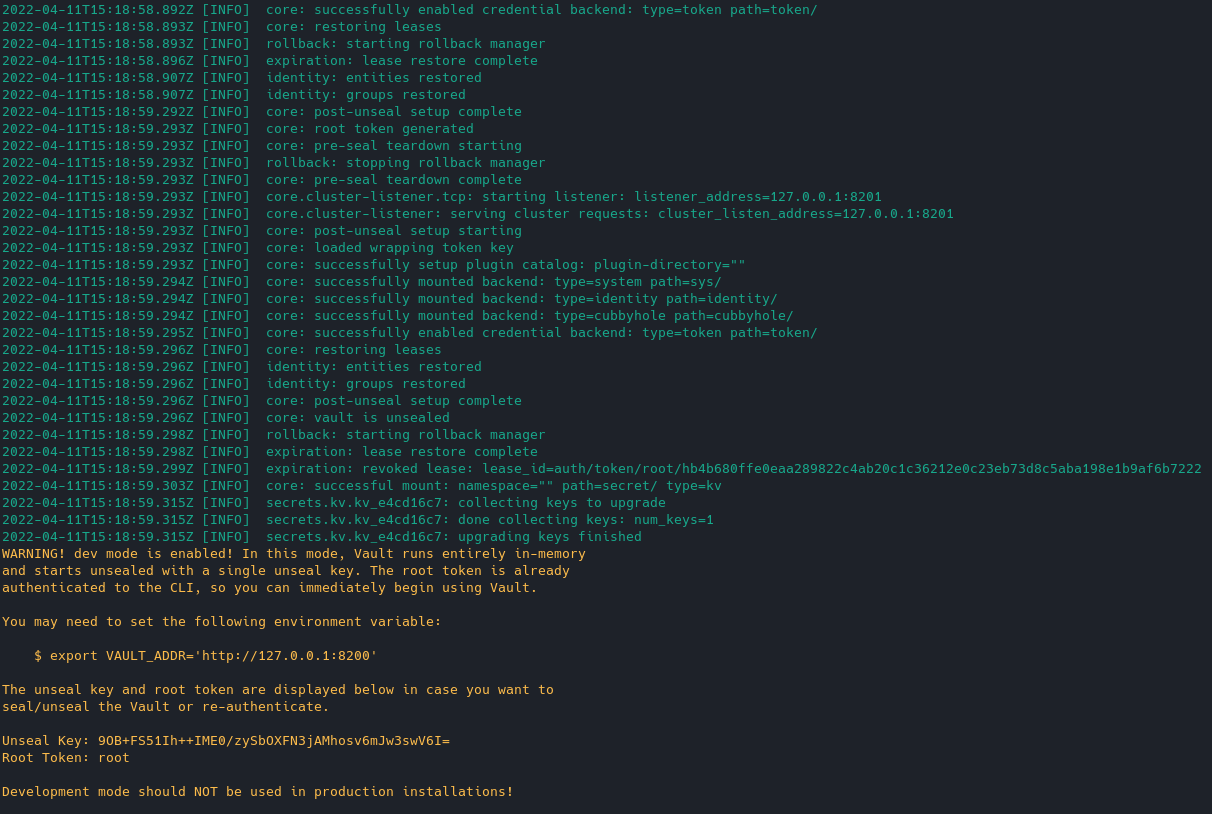 2022-04-11T15:18:58.892Z [INFO]  core: successfully enabled credential backend: type=token path=token/
2022-04-11T15:18:58.893Z [INFO]  core: restoring leases
2022-04-11T15:18:58.893Z [INFO]  rollback: starting rollback manager
2022-04-11T15:18:58.896Z [INFO]  expiration: lease restore complete
2022-04-11T15:18:58.907Z [INFO]  identity: entities restored
2022-04-11T15:18:58.907Z [INFO]  identity: groups restored
2022-04-11T15:18:59.292Z [INFO]  core: post-unseal setup complete
2022-04-11T15:18:59.293Z [INFO]  core: root token generated
2022-04-11T15:18:59.293Z [INFO]  core: pre-seal teardown starting
2022-04-11T15:18:59.293Z [INFO]  rollback: stopping rollback manager
2022-04-11T15:18:59.293Z [INFO]  core: pre-seal teardown complete
2022-04-11T15:18:59.293Z [INFO]  core.cluster-listener.tcp: starting listener: listener_address=127.0.0.1:8201
2022-04-11T15:18:59.293Z [INFO]  core.cluster-listener: serving cluster requests: cluster_listen_address=127.0.0.1:8201
2022-04-11T15:18:59.293Z [INFO]  core: post-unseal setup starting
2022-04-11T15:18:59.293Z [INFO]  core: loaded wrapping token key
2022-04-11T15:18:59.293Z [INFO]  core: successfully setup plugin catalog: plugin-directory=""
2022-04-11T15:18:59.294Z [INFO]  core: successfully mounted backend: type=system path=sys/
2022-04-11T15:18:59.294Z [INFO]  core: successfully mounted backend: type=identity path=identity/
2022-04-11T15:18:59.294Z [INFO]  core: successfully mounted backend: type=cubbyhole path=cubbyhole/
2022-04-11T15:18:59.295Z [INFO]  core: successfully enabled credential backend: type=token path=token/
2022-04-11T15:18:59.296Z [INFO]  core: restoring leases
2022-04-11T15:18:59.296Z [INFO]  identity: entities restored
2022-04-11T15:18:59.296Z [INFO]  identity: groups restored
2022-04-11T15:18:59.296Z [INFO]  core: post-unseal setup complete
2022-04-11T15:18:59.296Z [INFO]  core: vault is unsealed
2022-04-11T15:18:59.298Z [INFO]  rollback: starting rollback manager
2022-04-11T15:18:59.298Z [INFO]  expiration: lease restore complete
2022-04-11T15:18:59.299Z [INFO]  expiration: revoked lease: lease_id=auth/token/root/hb4b680ffe0eaa289822c4ab20c1c36212e0c23eb73d8c5aba198e1b9af6b7222
2022-04-11T15:18:59.303Z [INFO]  core: successful mount: namespace="" path=secret/ type=kv
2022-04-11T15:18:59.315Z [INFO]  secrets.kv.kv_e4cd16c7: collecting keys to upgrade
2022-04-11T15:18:59.315Z [INFO]  secrets.kv.kv_e4cd16c7: done collecting keys: num_keys=1
2022-04-11T15:18:59.315Z [INFO]  secrets.kv.kv_e4cd16c7: upgrading keys finished
WARNING! dev mode is enabled! In this mode, Vault runs entirely in-memory
and starts unsealed with a single unseal key. The root token is already
authenticated to the CLI, so you can immediately begin using Vault.
You may need to set the following environment variable:
    $ export VAULT_ADDR='http://127.0.0.1:8200'
The unseal key and root token are displayed below in case you want to
seal/unseal the Vault or re-authenticate.
Unseal Key: 9OB+FS51Ih++IME0/zySbOXFN3jAMhosv6mJw3swV6I=
Root Token: root
Development mode should NOT be used in production installations!